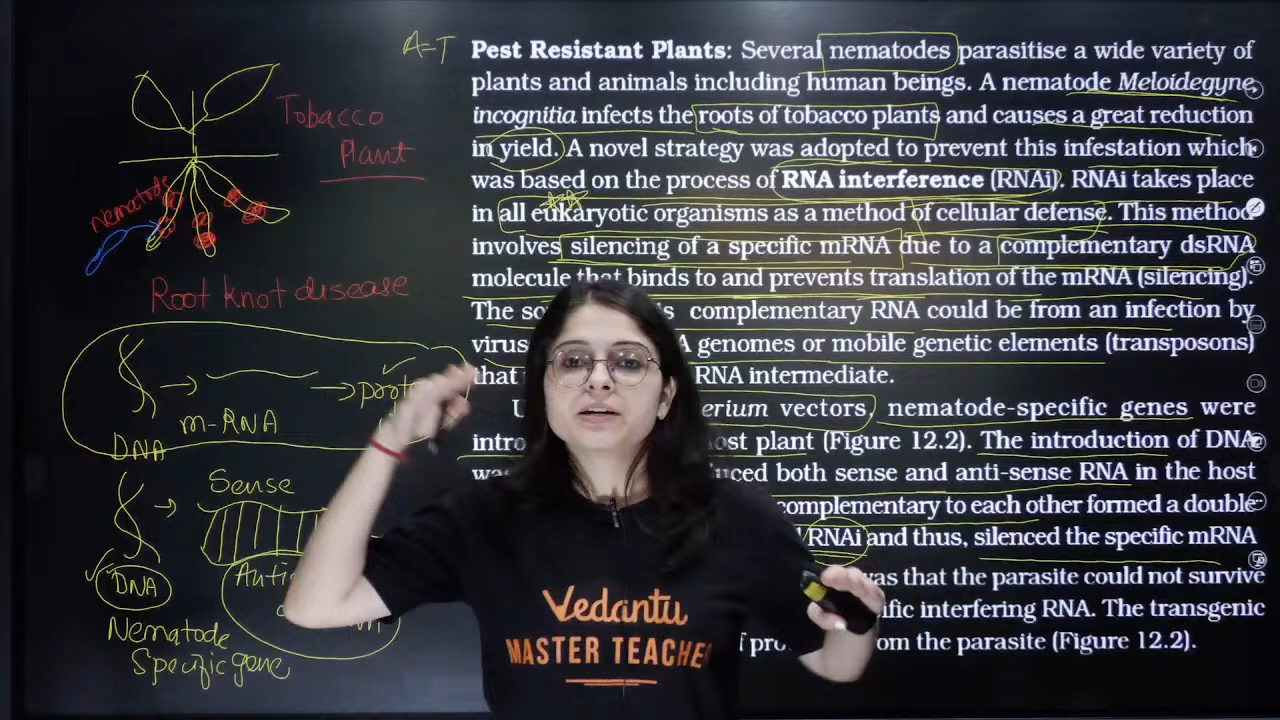 A=T
Pest Resistant Plants: Several nematodes parasitise a wide variety of
plants and animals including human beings. A nematode Meloidegyne
incognitia infects the roots of tobacco plants and causes a great reduction
in yield. A novel strategy was adopted to prevent this infestation which
was based on the process of RNA interference (RNAi). RNAi takes place
in all eukaryotic organisms as a method of cellular defense. This method
involves silencing of a specific mRNA due to a complementary dsRNA
molecule that binds to and prevents translation of the mRNA (silencing).
The complementary RNA could be from an infection by
genomes or mobile genetic elements (transposons)
that RNA intermediate.
vectors, nematode-specific genes were
plant (Figure 12.2). The introduction of DNA
both sense and anti-sense RNA in the host
complementary to each other formed a double
RNAi and thus, silenced the specific mRNA
was that the parasite could not survive
interfering RNA. The transgenic
from the parasite (Figure 12.2).
Tobacco
Plant
nematode
Root knot disease
DNA
m-RNA
Sense
DNA
Nematode
Specific gene
Vedantu
MASTER TEACHER